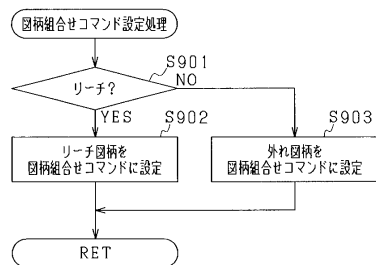 図柄組合せコマンド設定処理
S901
リーチ?
NO
YES
S902
S903
リーチ図柄を
図柄組合せコマンドに設定
外れ図柄を
図柄組合せコマンドに設定
RET